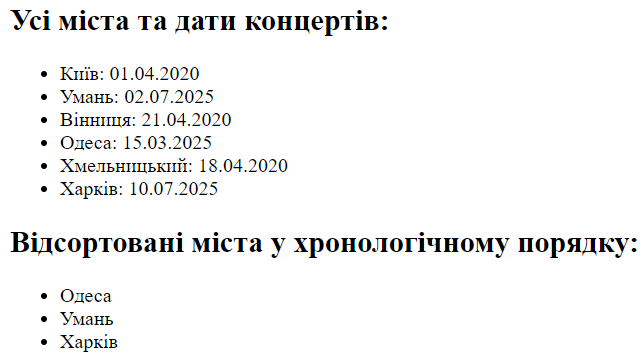 Усі міста та дати концертів:
Київ: 01.04.2020
Умань: 02.07.2025
Вінниця: 21.04.2020
Одеса: 15.03.2025
Хмельницький: 18.04.2020
Харків: 10.07.2025
Відсортовані міста у хронологічному порядку:
Одеса
Умань
Харків